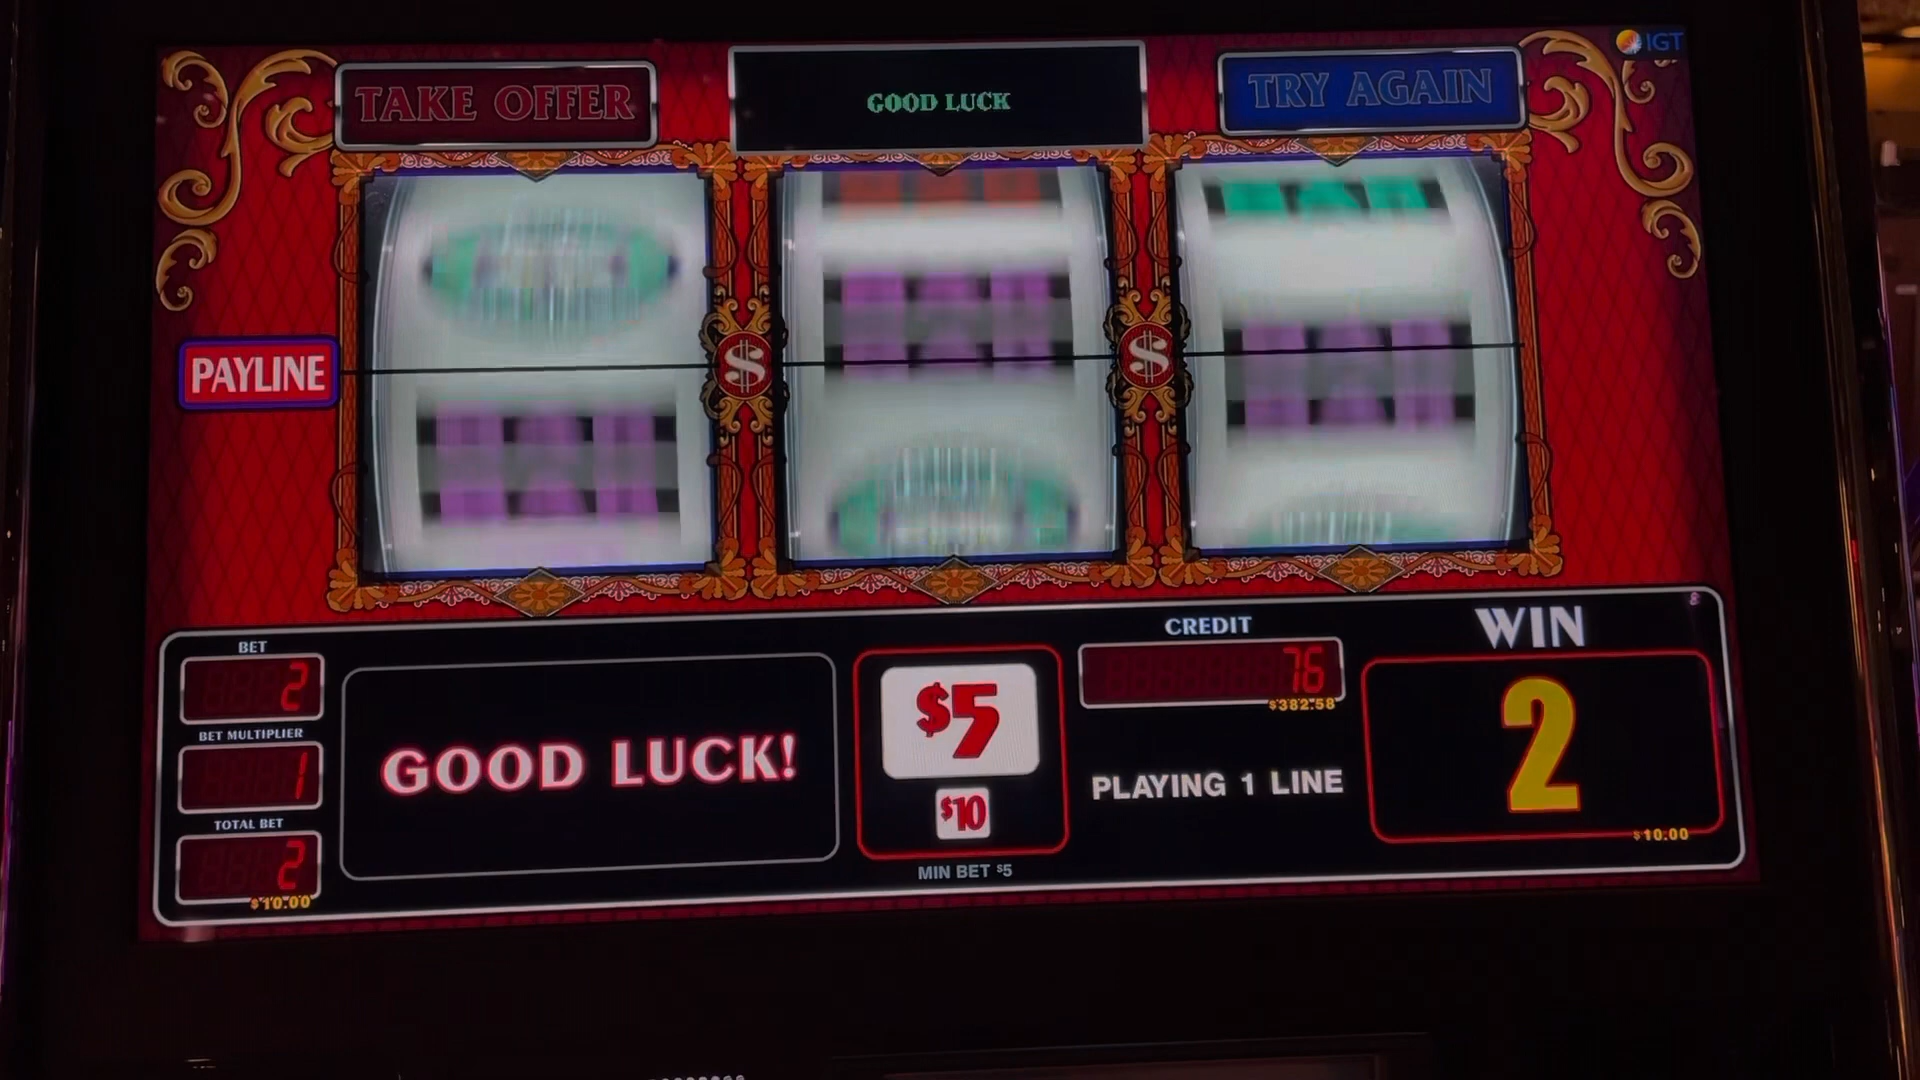 IGT
TAKE OFFER
GOOD LUCK
TRY AGAIN
$
$
PAYLINE
BET
2
BET MULTIPLIER
1
TOTAL BET
2
$10.00
GOOD LUCK!
$5
$10
MIN BET $5
CREDIT
76
$382.58
PLAYING 1 LINE
WIN
2
$10.00